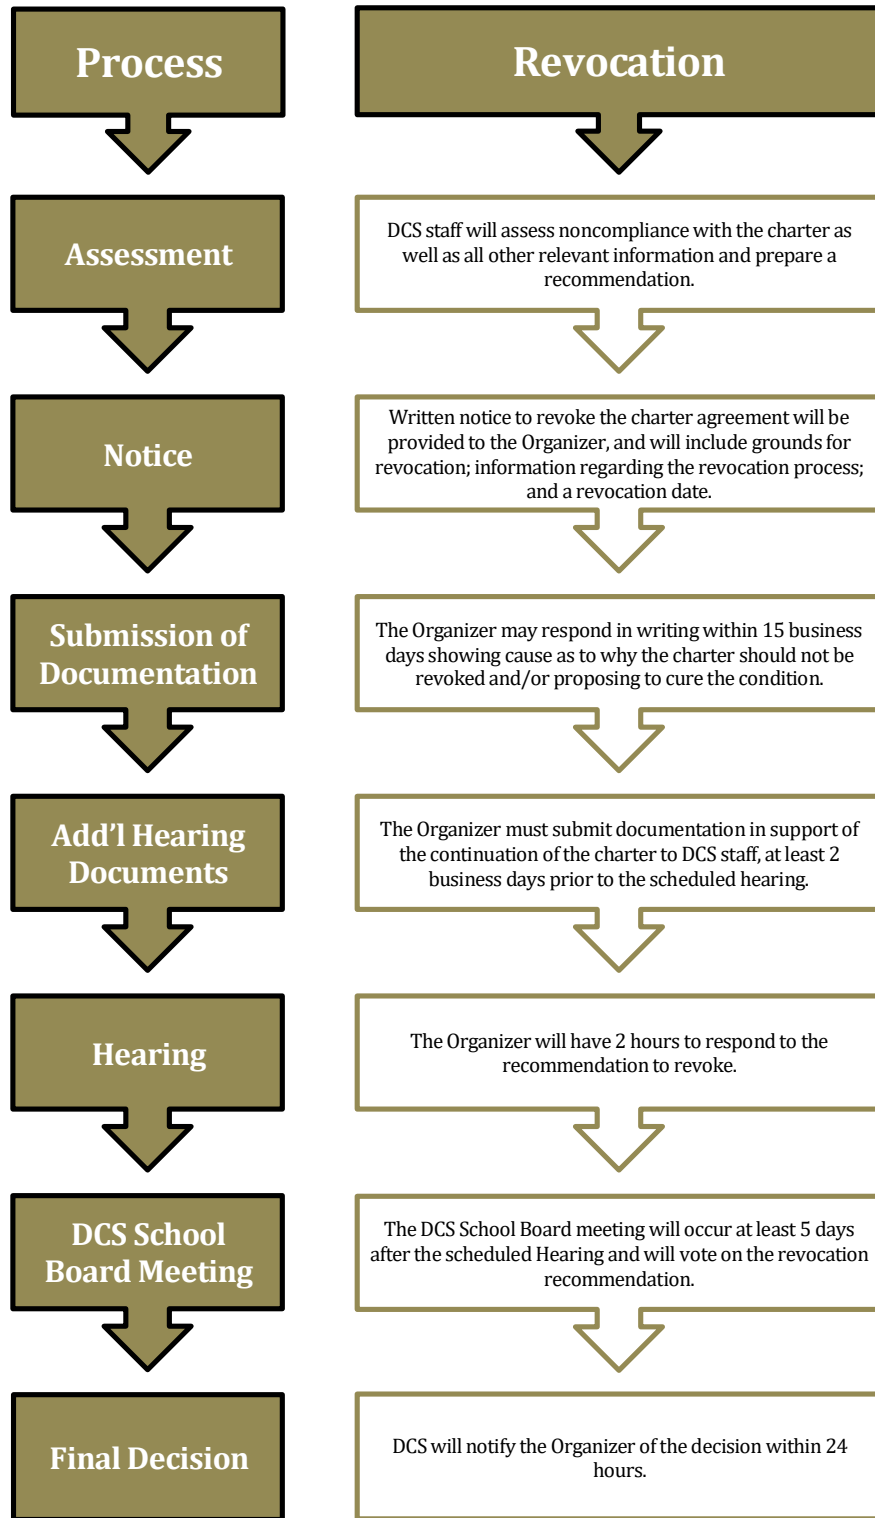 Process
Revocation
Assessment
DCS staff will assess noncompliance with the charter as
well as all other relevant information and prepare a
recommendation.
Notice
Written notice to revoke the charter agreement will be
provided to the Organizer, and will include grounds for
revocation; information regarding the revocation process;
and a revocation date.
Submission of
Documentation
The Organizer may respond in writing within 15 business
days showing cause as to why the charter should not be
revoked and/or proposing to cure the condition.
Add’l Hearing
Documents
The Organizer must submit documentation in support of
the continuation of the charter to DCS staff, at least 2
business days prior to the scheduled hearing.
Hearing
The Organizer will have 2 hours to respond to the
recommendation to revoke.
DCS School
Board Meeting
The DCS School Board meeting will occur at least 5 days
after the scheduled Hearing and will vote on the revocation
recommendation.
Final Decision
DCS will notify the Organizer of the decision within 24
hours.